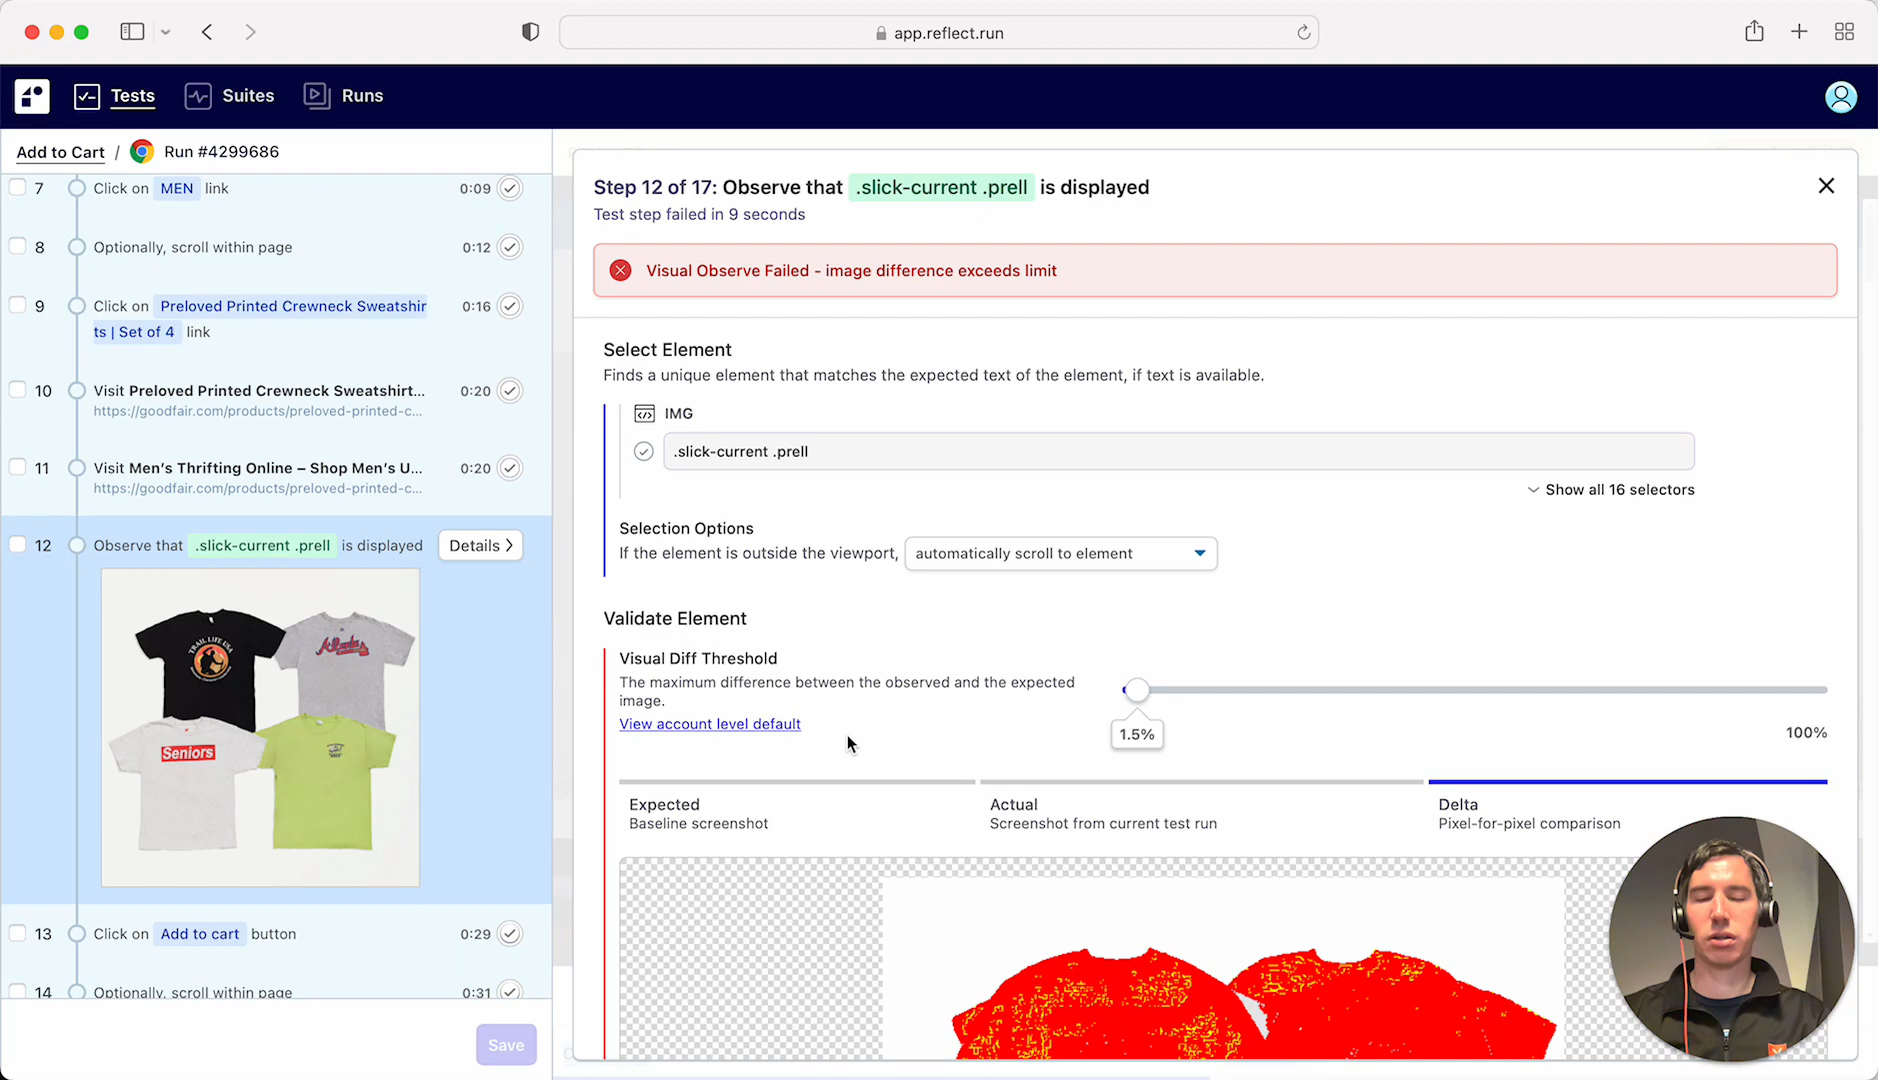 app.reflect.run
Tests
Suites
Runs
Add to Cart / Run #4299686
7 Click on MEN link 0:09
8 Optionally, scroll within page 0:12
9 Click on Preloved Printed Crewneck Sweatshir 0:16
ts | Set of 4 link
10 Visit Preloved Printed Crewneck Sweatshirt... 0:20
https://goodfair.com/products/preloved-printed-c...
11 Visit Men's Thrifting Online – Shop Men's U... 0:20
https://goodfair.com/products/preloved-printed-c...
12 Observe that .slick-current .prell is displayed Details >
TRAIL LIFE USA
Atlanta
Seniors
13 Click on Add to cart button 0:29
14 Optionally, scroll within page 0:31
Save
Step 12 of 17: Observe that .slick-current .prell is displayed
Test step failed in 9 seconds
Visual Observe Failed - image difference exceeds limit
Select Element
Finds a unique element that matches the expected text of the element, if text is available.
IMG
.slick-current .prell
Show all 16 selectors
Selection Options
If the element is outside the viewport, automatically scroll to element
Validate Element
Visual Diff Threshold
The maximum difference between the observed and the expected
image.
View account level default
1.5%
100%
Expected
Baseline screenshot
Actual
Screenshot from current test run
Delta
Pixel-for-pixel comparison